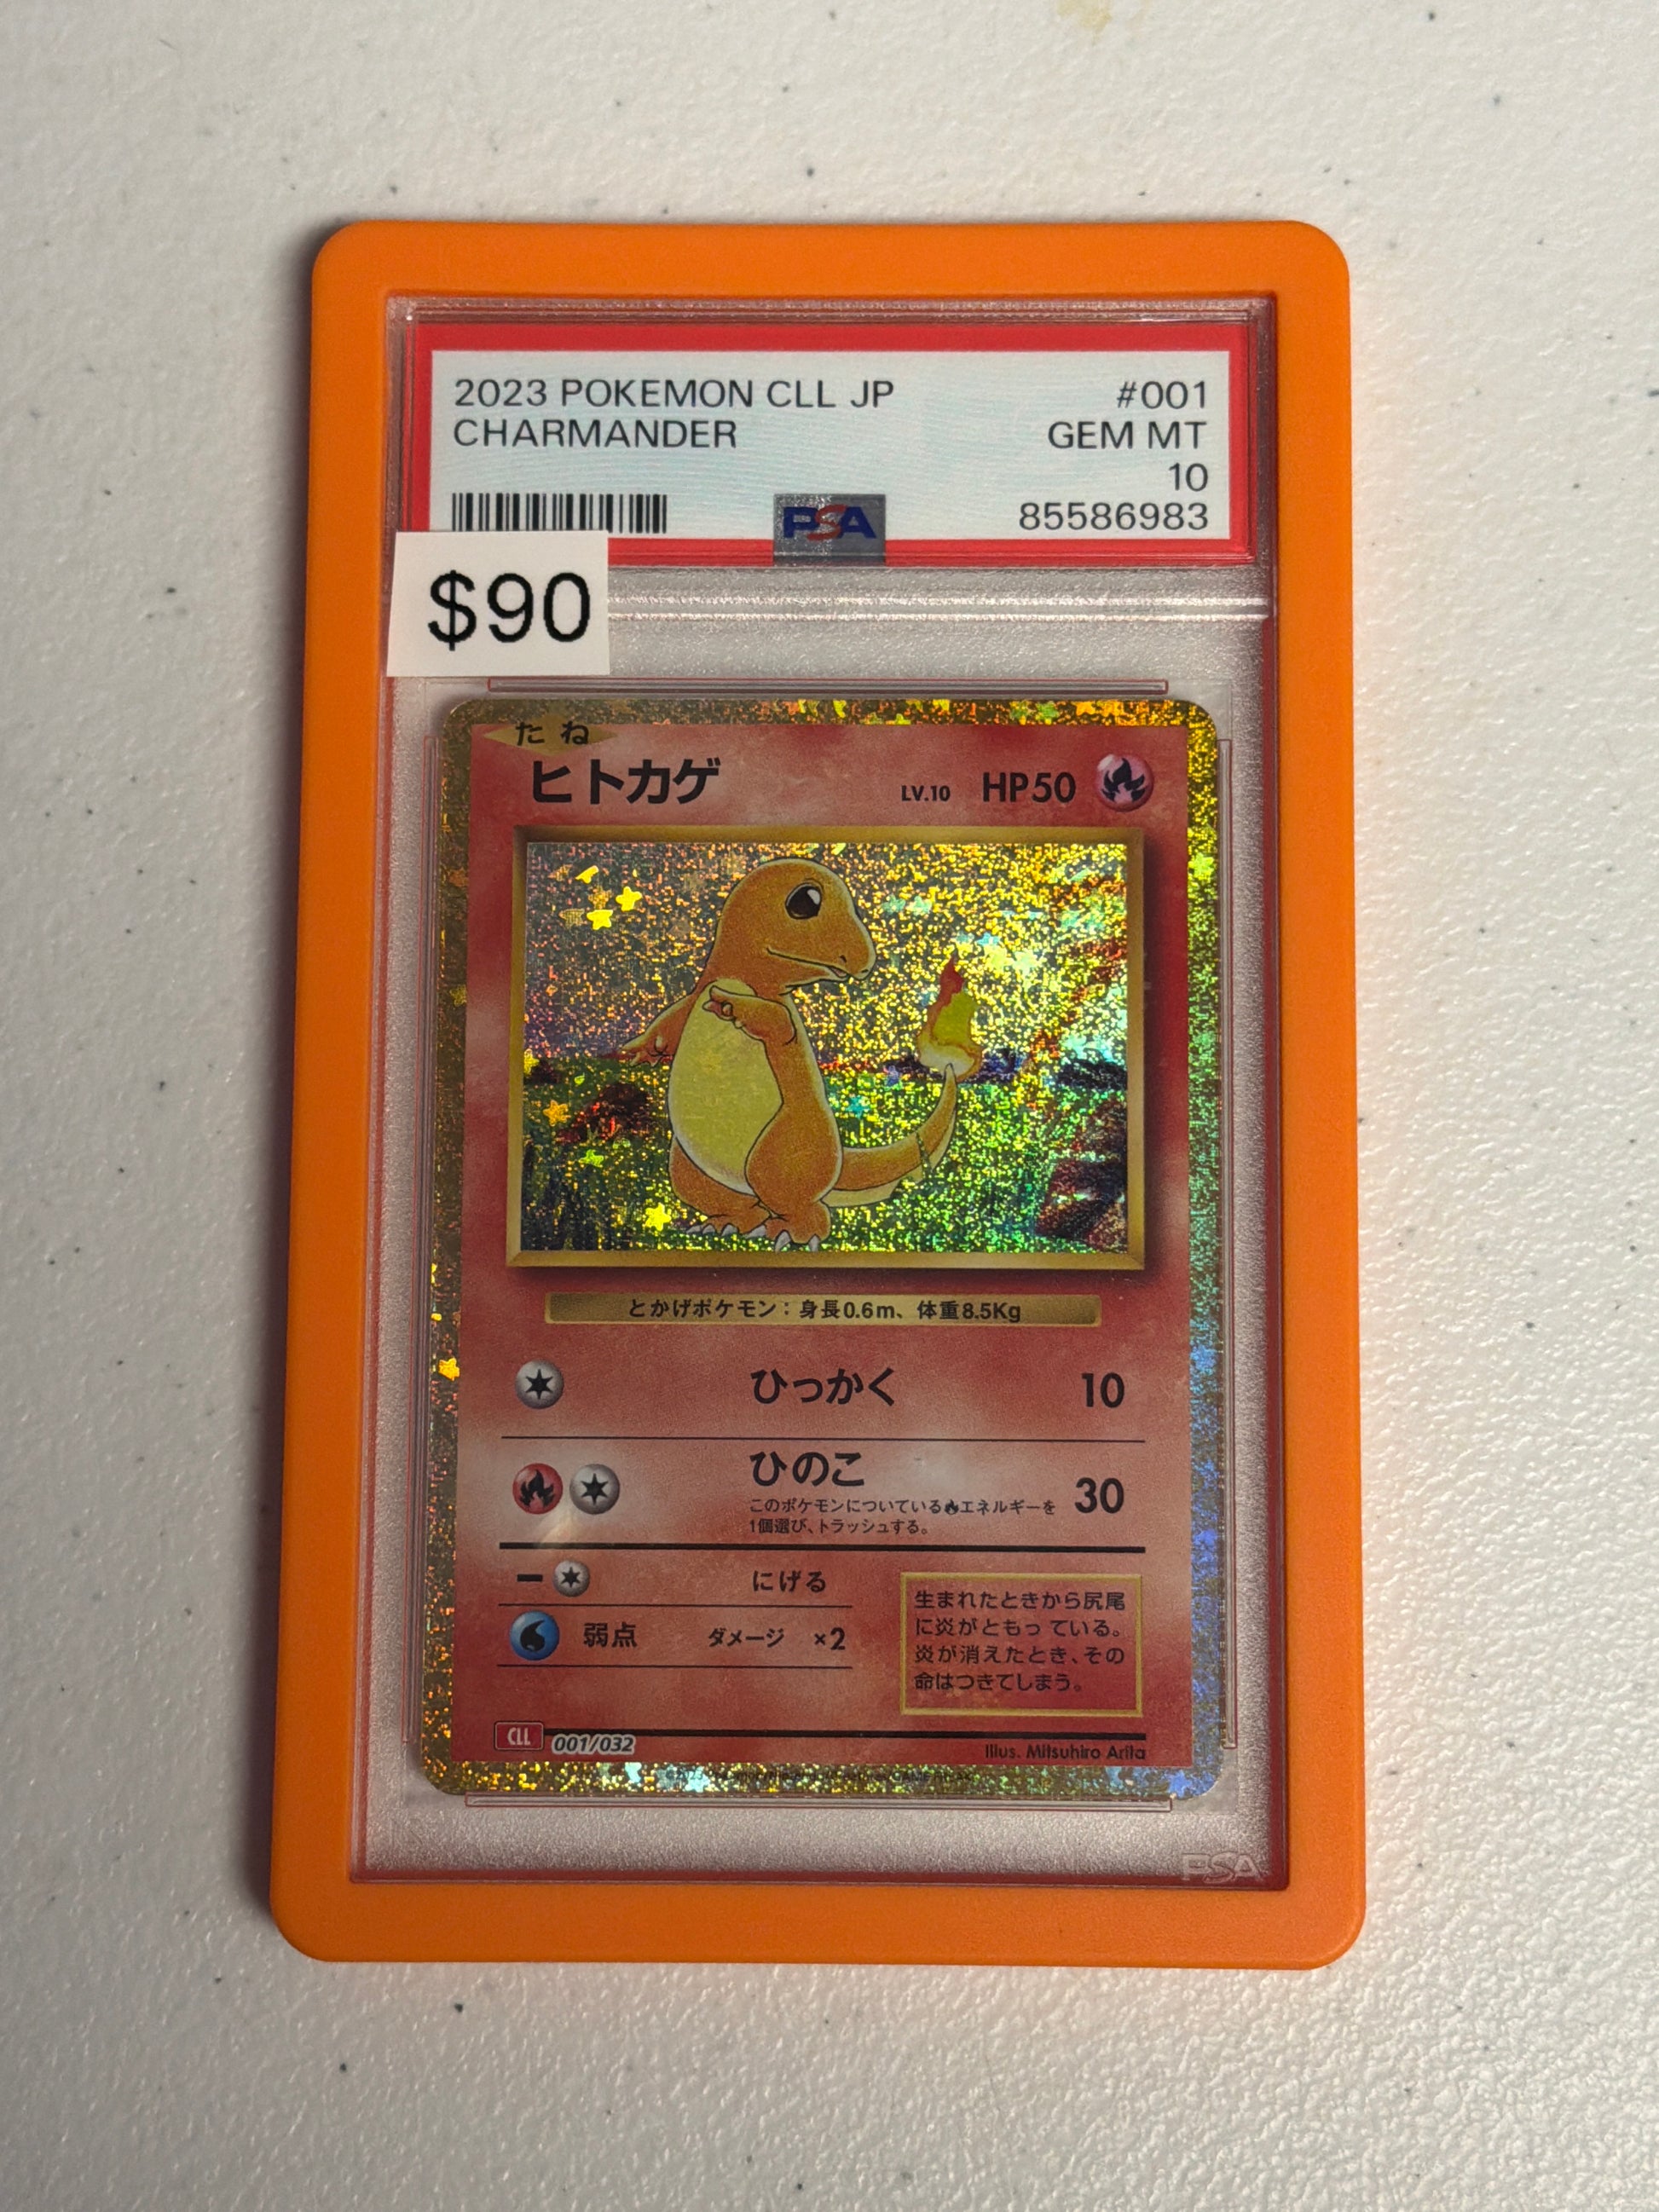 2023 POKEMON CLL JP #001
CHARMANDER GEM MT
10
PSA 85586983
$90
たね
ヒトカゲ LV.10 HP50
とかげポケモン：身長0.6m、体重8.5Kg
ひっかく 10
ひのこ 30
このポケモンについているエネルギーを
1個選び、トラッシュする。
にげる
弱点 ダメージ ×2
生まれたときから尻尾
に炎がともっている。
炎が消えたとき、その
命はつきてしまう。
CLL 001/032
Illus. Mitsuhiro Arita
PSA